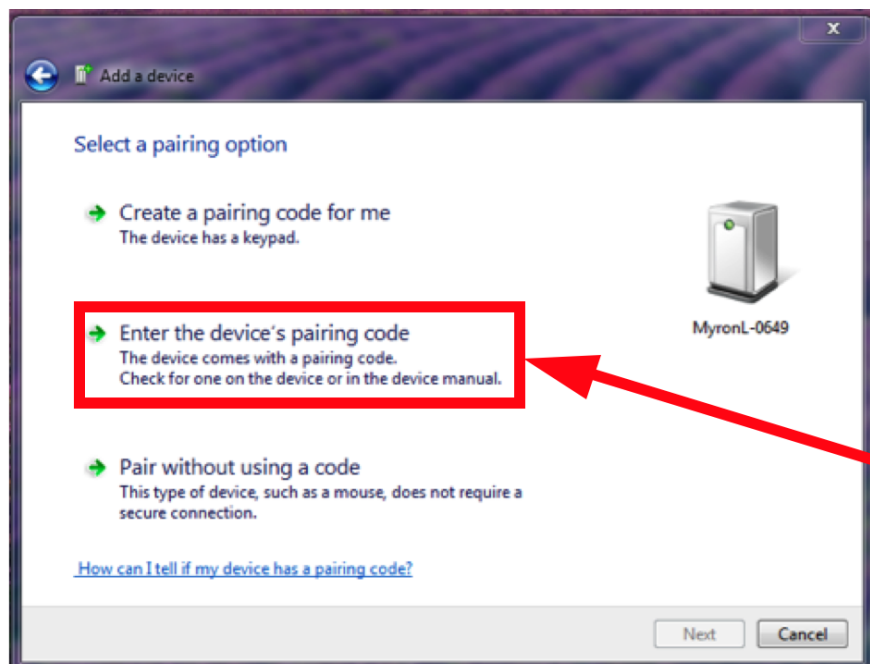 x
Add a device
Select a pairing option
Create a pairing code for me
The device has a keypad.
Enter the device's pairing code
The device comes with a pairing code.
Check for one on the device or in the device manual.
MyronL-0649
Pair without using a code
This type of device, such as a mouse, does not require a
secure connection.
How can I tell if my device has a pairing code?
Next
Cancel